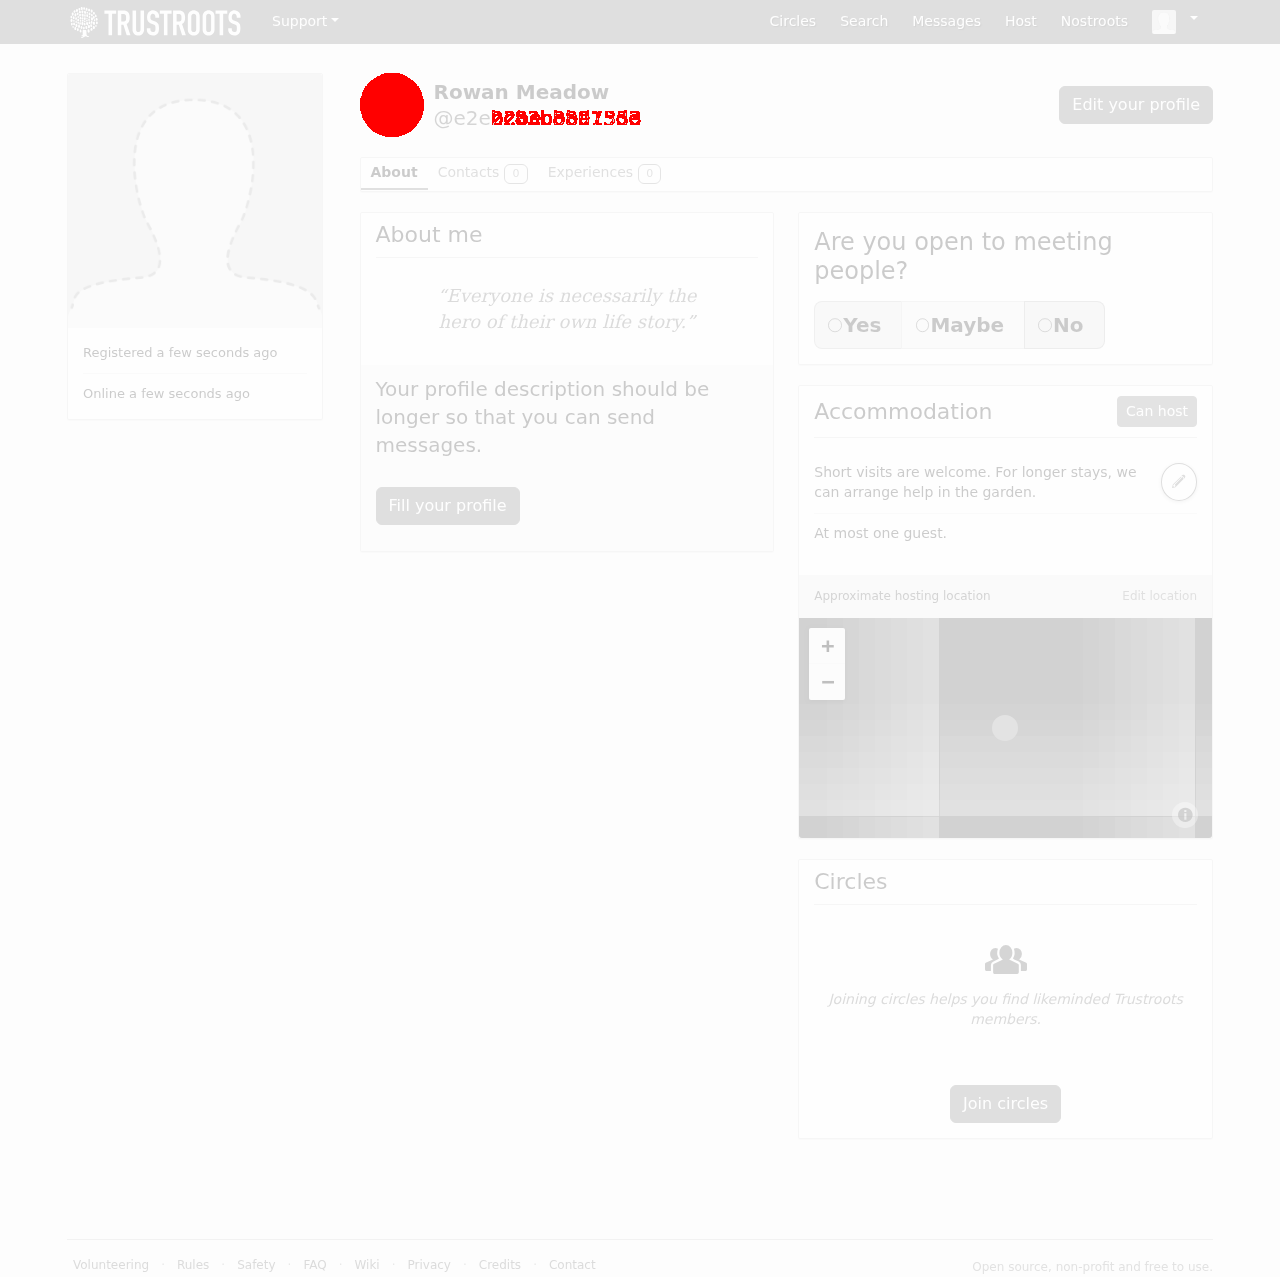 TRUSTROOTS
Support
Circles
Search
Messages
Host
Nostroots
Rowan Meadow
@e2e
Edit your profile
About
Contacts 0
Experiences 0
Registered a few seconds ago
Online a few seconds ago
About me
“Everyone is necessarily the
hero of their own life story.”
Your profile description should be
longer so that you can send
messages.
Fill your profile
Are you open to meeting
people?
Yes
Maybe
No
Accommodation
Can host
Short visits are welcome. For longer stays, we
can arrange help in the garden.
At most one guest.
Approximate hosting location
Edit location
+
−
Circles
Joining circles helps you find likeminded Trustroots
members.
Join circles
Volunteering · Rules · Safety · FAQ · Wiki · Privacy · Credits · Contact
Open source, non-profit and free to use.